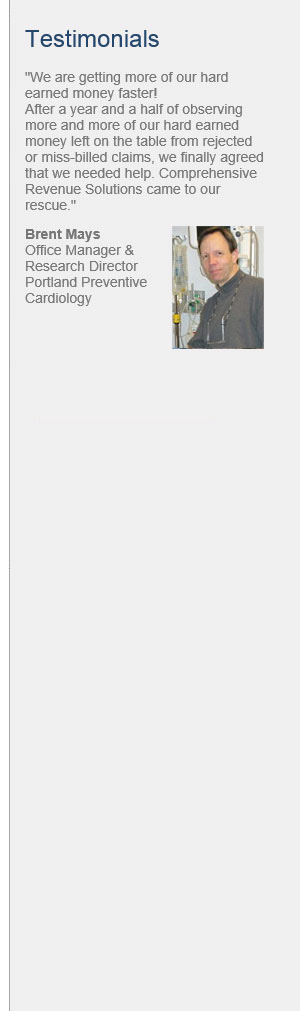 Testimonials
"We are getting more of our hard
earned money faster!
After a year and a half of observing
more and more of our hard earned
money left on the table from rejected
or miss-billed claims, we finally agreed
that we needed help. Comprehensive
Revenue Solutions came to our
rescue."
Brent Mays
Office Manager &
Research Director
Portland Preventive
Cardiology